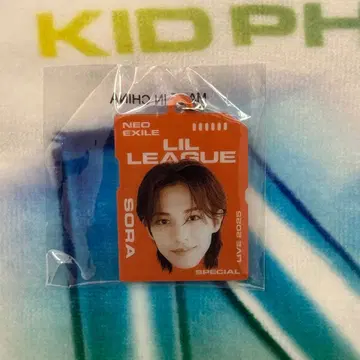 KID PH
MADE IN CHINA
NEO
EXILE
LIL
LEAGUE
SORA
SPECIAL
LIVE 2025